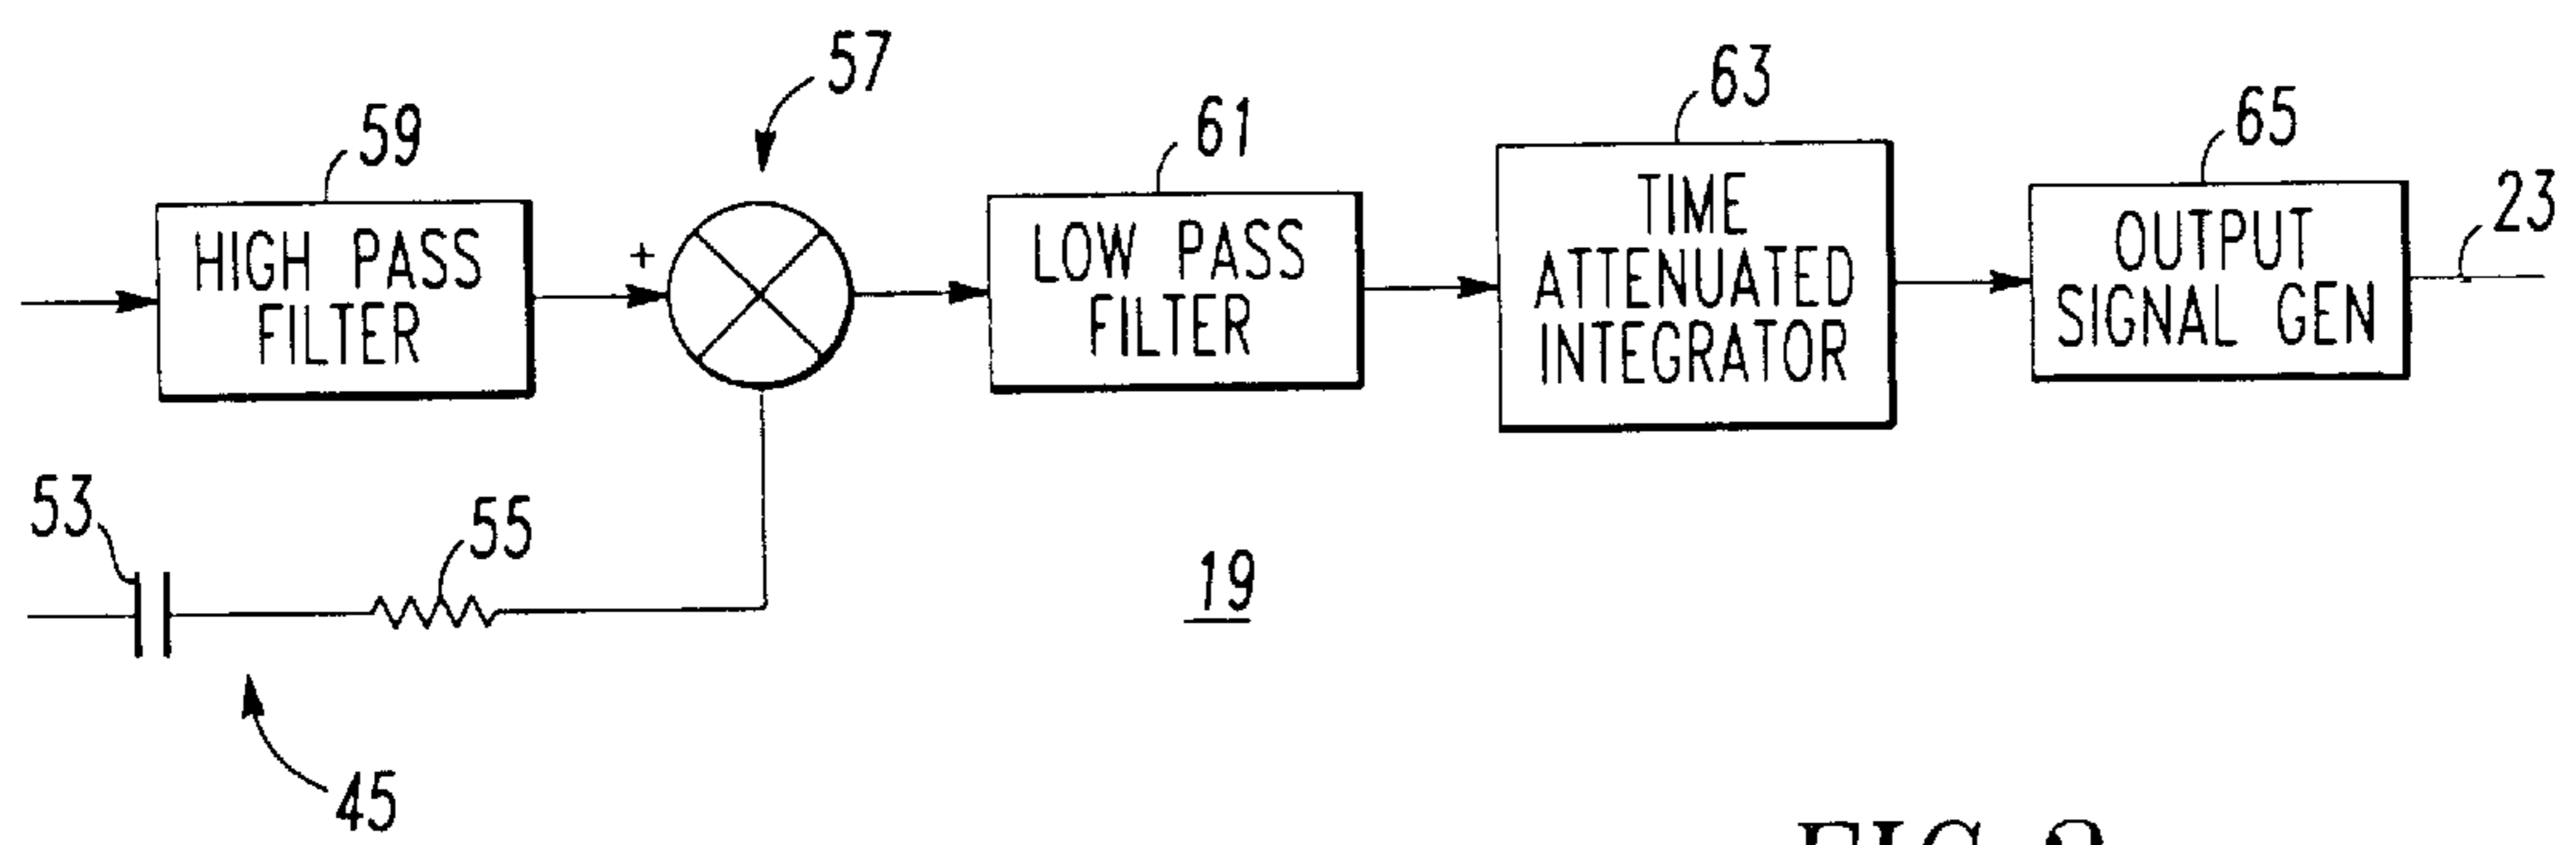 57
63
59
61
65
23
HIGH PASS
FILTER
+
LOW PASS
FILTER
TIME
ATTENUATED
INTEGRATOR
OUTPUT
SIGNAL GEN
53
55
19
45